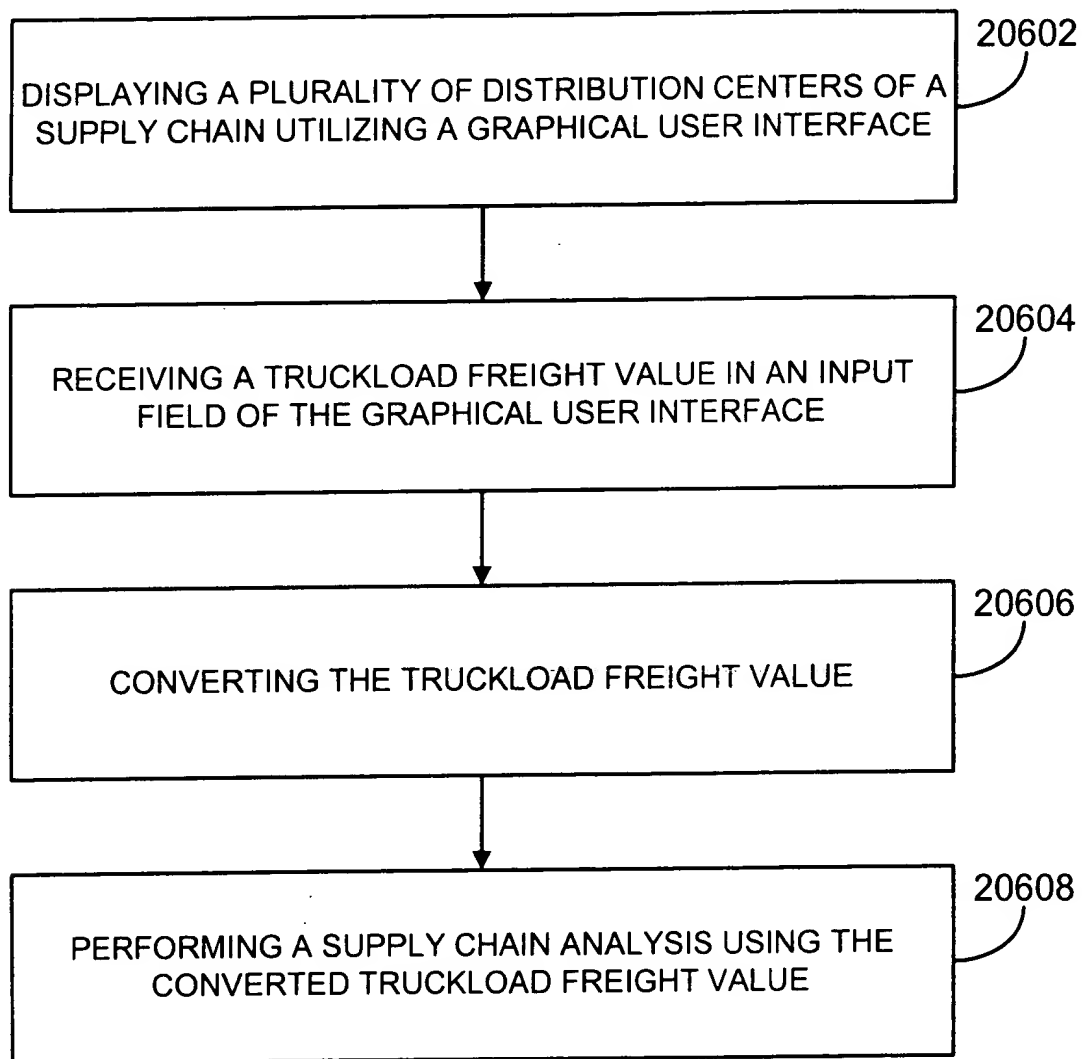 20602
DISPLAYING A PLURALITY OF DISTRIBUTION CENTERS OF A
SUPPLY CHAIN UTILIZING A GRAPHICAL USER INTERFACE
20604
RECEIVING A TRUCKLOAD FREIGHT VALUE IN AN INPUT
FIELD OF THE GRAPHICAL USER INTERFACE
20606
CONVERTING THE TRUCKLOAD FREIGHT VALUE
20608
PERFORMING A SUPPLY CHAIN ANALYSIS USING THE
CONVERTED TRUCKLOAD FREIGHT VALUE